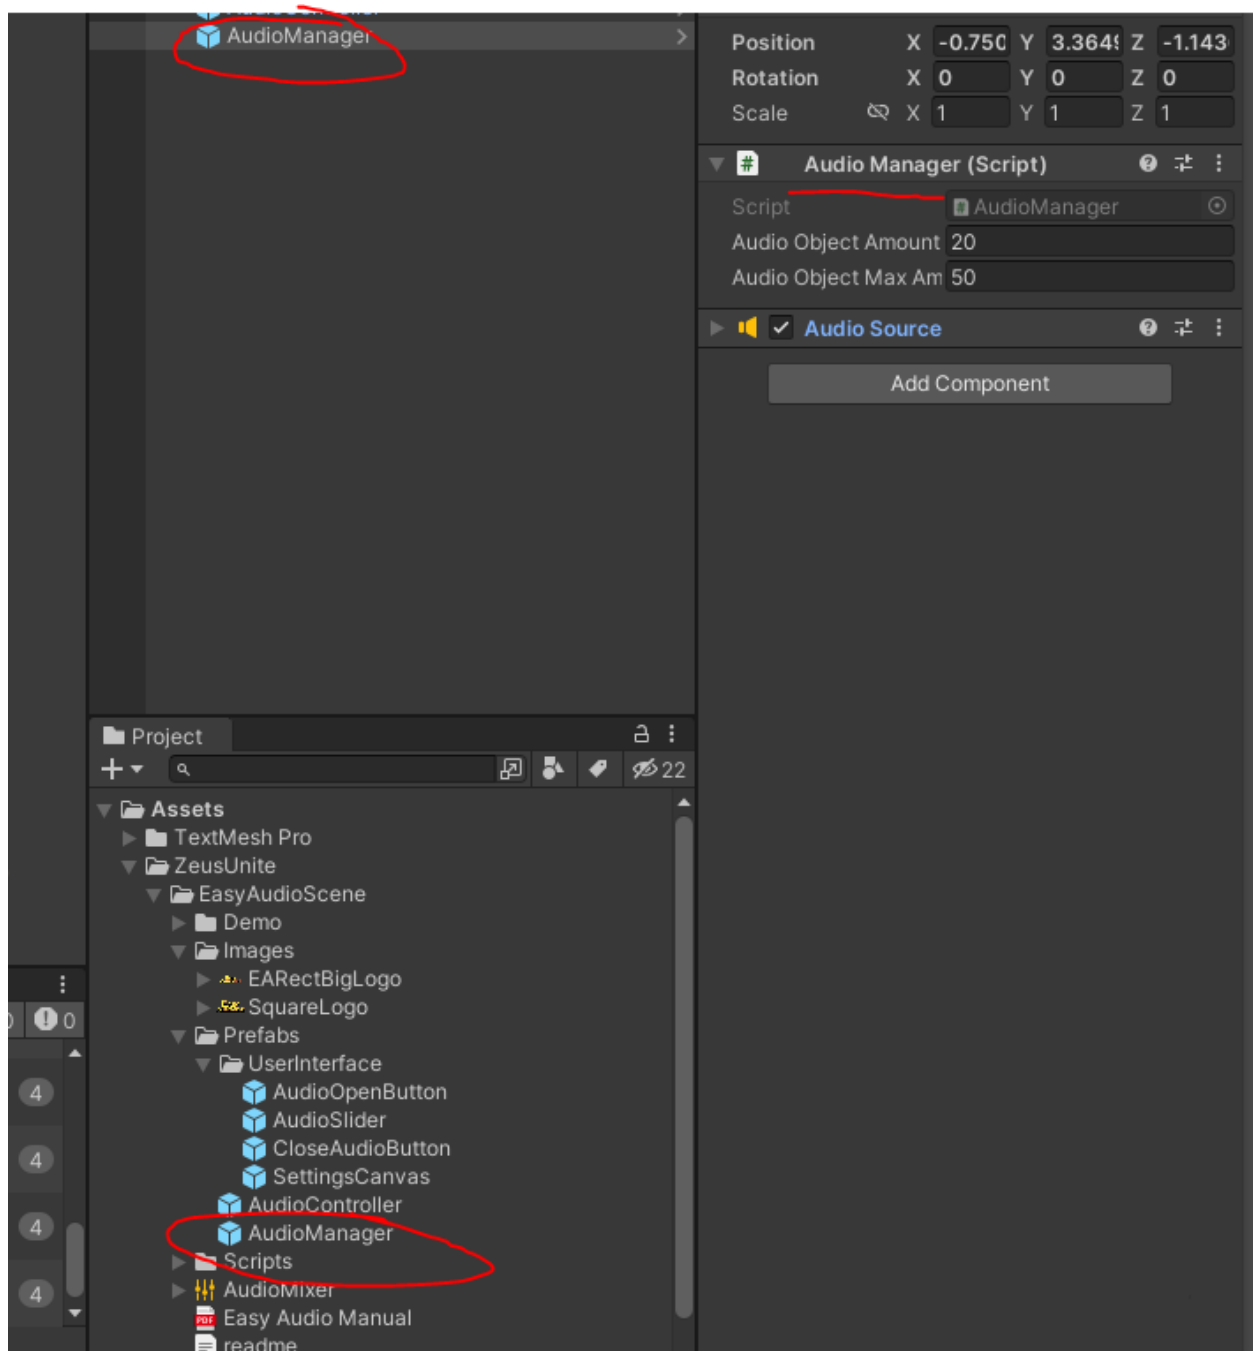 AudioController
AudioManager
Position X -0.750 Y 3.3649 Z -1.143
Rotation X 0 Y 0 Z 0
Scale X 1 Y 1 Z 1
# Audio Manager (Script)
Script # AudioManager
Audio Object Amount 20
Audio Object Max Am 50
Audio Source
Add Component
Project
22
Assets
TextMesh Pro
ZeusUnite
EasyAudioScene
Demo
Images
EARectBigLogo
SquareLogo
Prefabs
UserInterface
AudioOpenButton
AudioSlider
CloseAudioButton
SettingsCanvas
AudioController
AudioManager
Scripts
AudioMixer
PDF Easy Audio Manual
readme
0
4
4
4
4